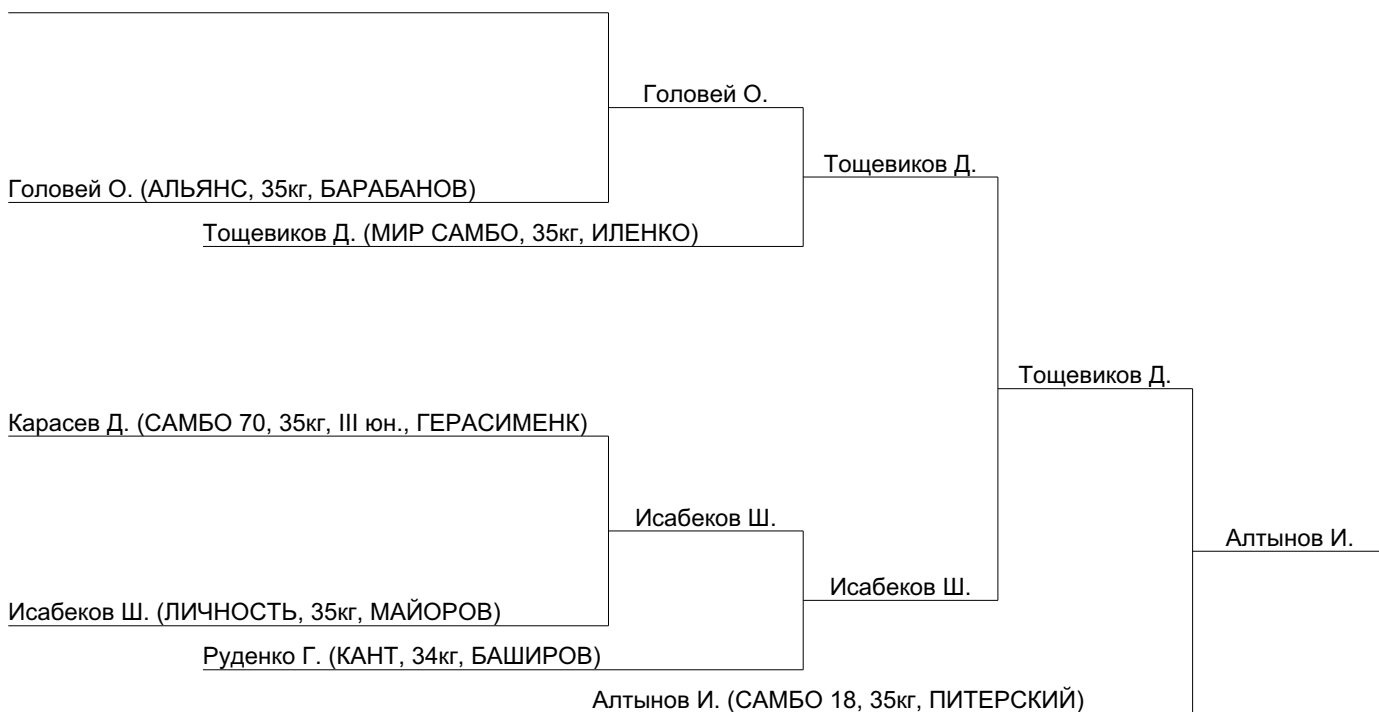 Головей О.
Тощевиков Д.
Головей О. (АЛЬЯНС, 35кг, БАРАБАНОВ)
Тощевиков Д. (МИР САМБО, 35кг, ИЛЕНКО)
Тощевиков Д.
Карасев Д. (САМБО 70, 35кг, III юн., ГЕРАСИМЕНК)
Исабеков Ш.
Алтынов И.
Исабеков Ш.
Исабеков Ш. (ЛИЧНОСТЬ, 35кг, МАЙОРОВ)
Руденко Г. (КАНТ, 34кг, БАШИРОВ)
Алтынов И. (САМБО 18, 35кг, ПИТЕРСКИЙ)